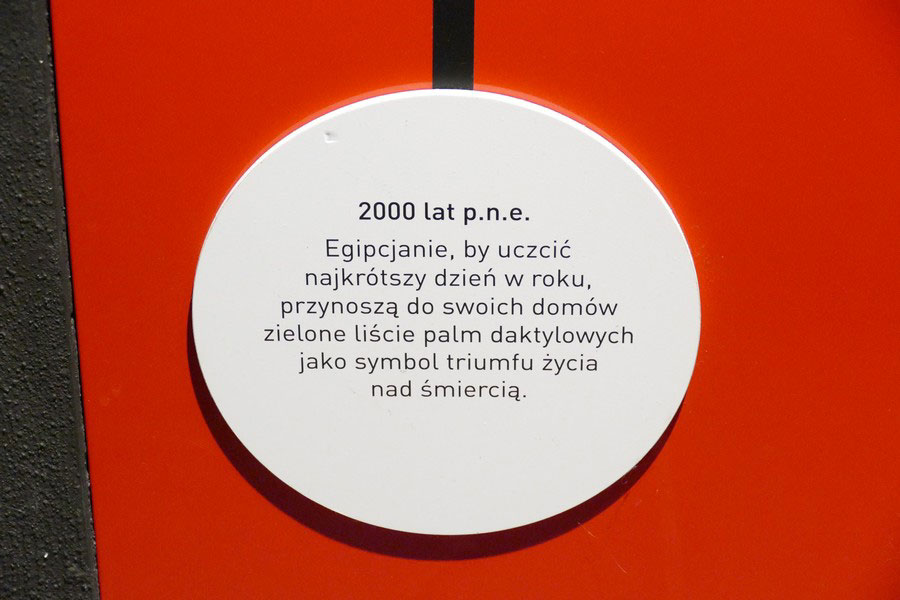 2000 lat p.n.e.
Egipcjanie, by uczcić
najkrótszy dzień w roku,
przynoszą do swoich domów
zielone liście palm daktylowych
jako symbol triumfu życia
nad śmiercią.